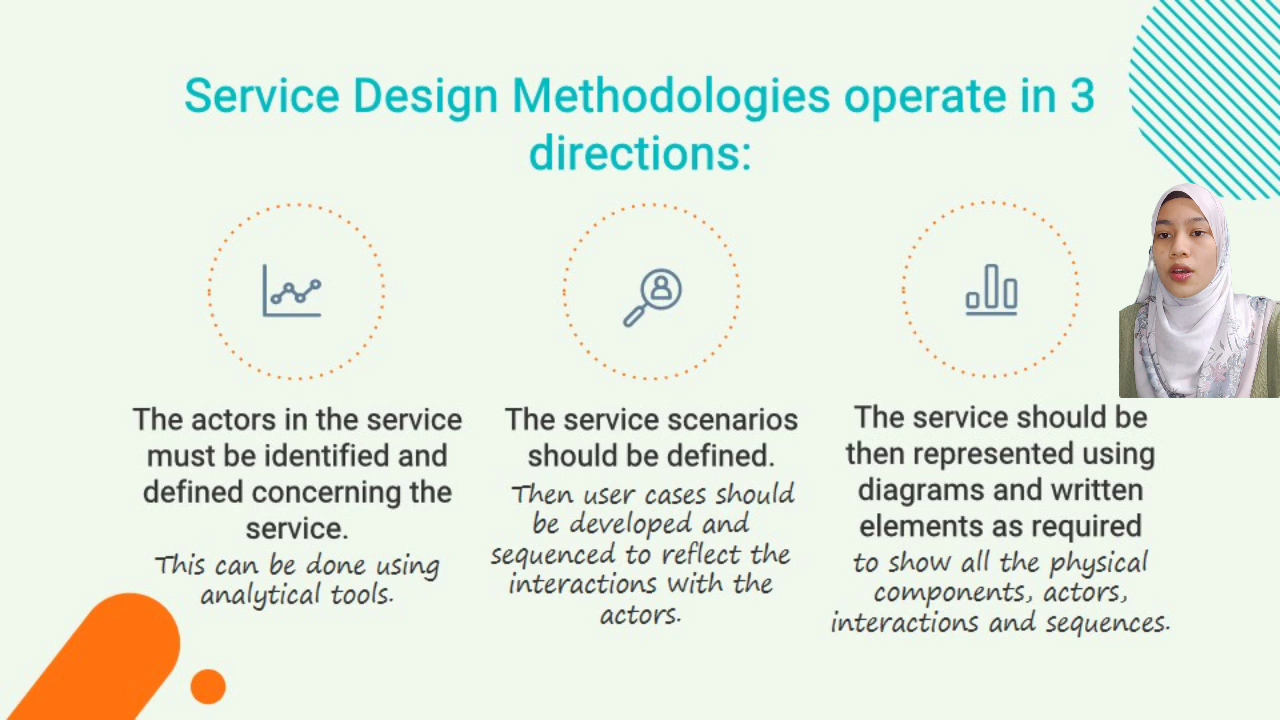 Service Design Methodologies operate in 3
directions:
The actors in the service
must be identified and
defined concerning the
service.
This can be done using
analytical tools.
The service scenarios
should be defined.
Then user cases should
be developed and
sequenced to reflect the
interactions with the
actors.
The service should be
then represented using
diagrams and written
elements as required
to show all the physical
components, actors,
interactions and sequences.